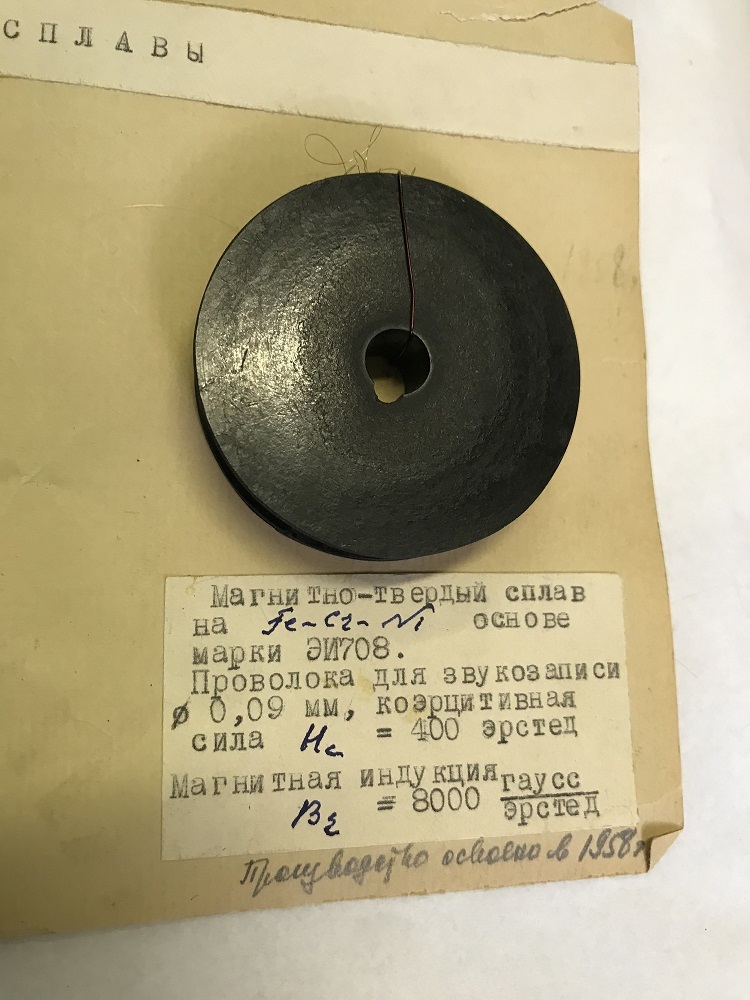 СПЛАВЫ
Магнитно-твердый сплав
на Fe-Cr-Ni основе
марки ЭИ708.
Проволока для звукозаписи
ø 0,09 мм, коэрцитивная
сила Hc = 400 эрстед
Магнитная индукция
Br = 8000 гаусс/эрстед
Производство освоено в 1958г